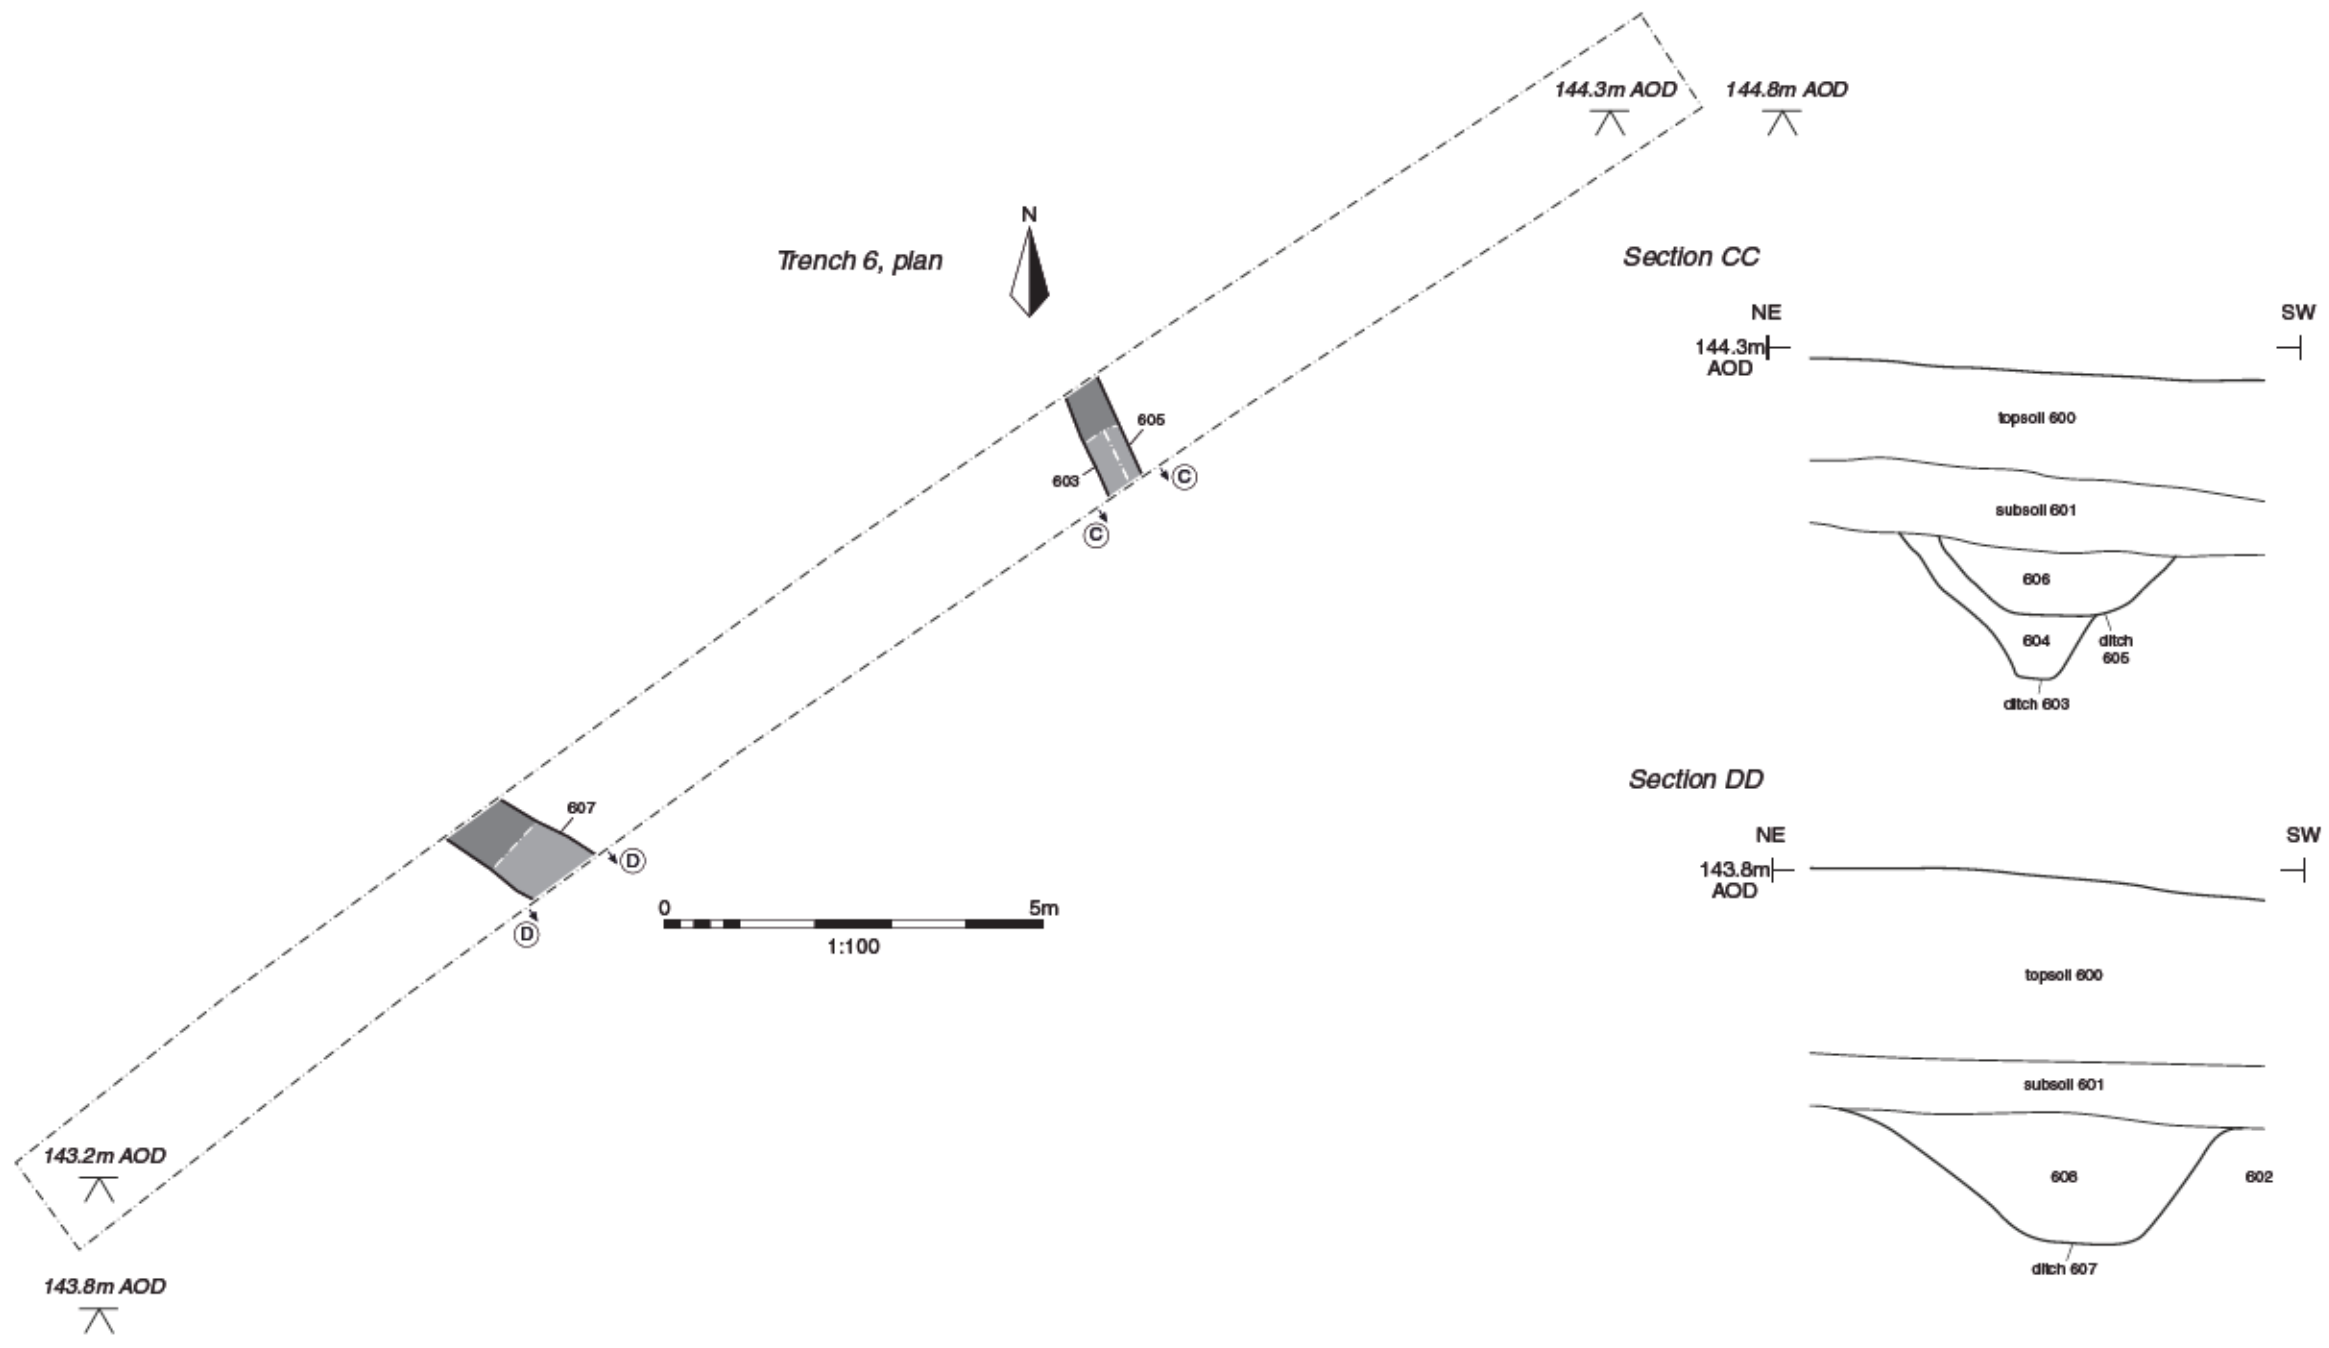 144.3m AOD
144.8m AOD
N
Trench 6, plan
605
603
C
C
607
D
D
0 5m
1:100
143.2m AOD
143.8m AOD
Section CC
NE SW
144.3m
AOD
topsoil 600
subsoil 601
606
604
ditch
605
ditch 603
Section DD
NE SW
143.8m
AOD
topsoil 600
subsoil 601
608
602
ditch 607